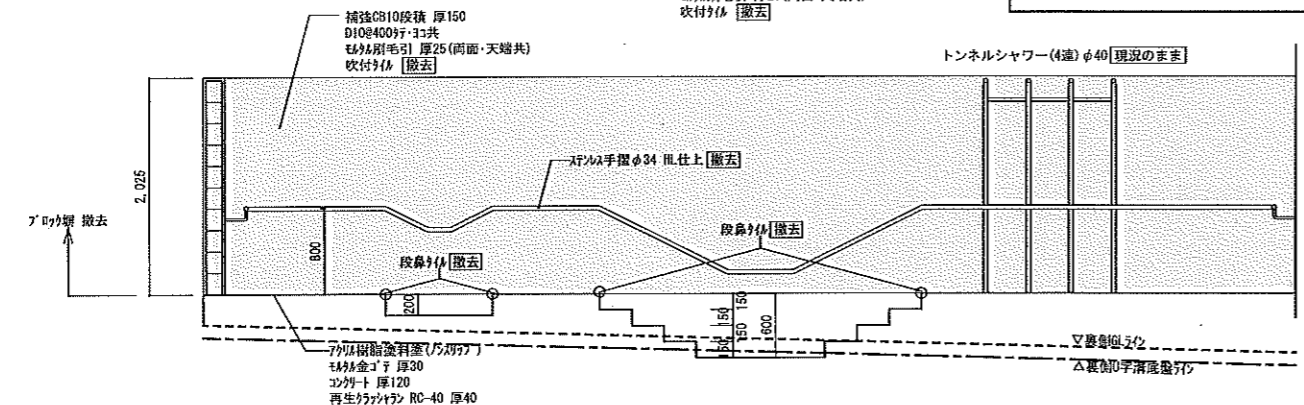 補強CB10段積 厚150
D10@400タテ・ヨコ共
モルタル刷毛引 厚25(両面・天端共)
吹付タイル 撤去
吹付タイル 撤去
トンネルシャワー(4連)φ40 現況のまま
ステンレス手摺φ34 HL仕上 撤去
2,025
ブロック塀 撤去
800
段鼻タイル 撤去
段鼻タイル 撤去
200
150
150
150
150
600
アクリル樹脂塗料塗(ノンスリップ)
モルタル金ゴテ 厚30
コンクリート 厚120
再生クラッシャラン RC-40 厚40
▽裏側GLライン
△裏側U字溝底盤ライン